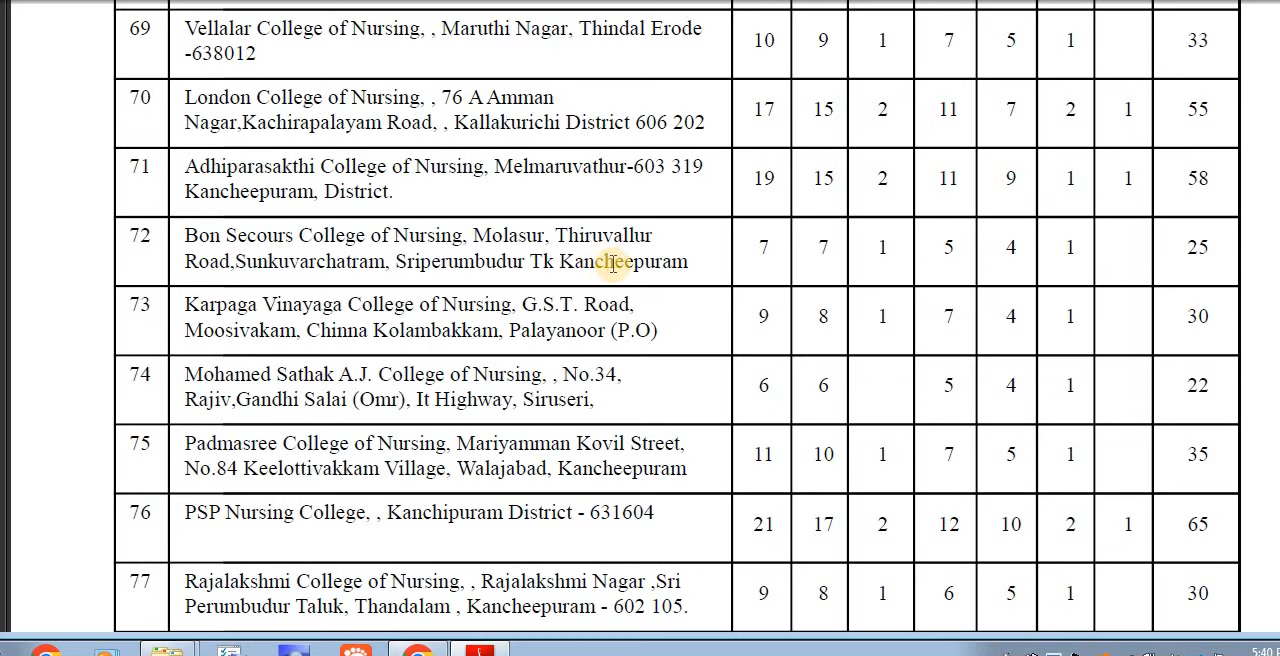 69 Vellalar College of Nursing, , Maruthi Nagar, Thindal Erode
-638012 10 9 1 7 5 1 33
70 London College of Nursing, , 76 A Amman
Nagar,Kachirapalayam Road, , Kallakurichi District 606 202 17 15 2 11 7 2 1 55
71 Adhiparasakthi College of Nursing, Melmaruvathur-603 319
Kancheepuram, District. 19 15 2 11 9 1 1 58
72 Bon Secours College of Nursing, Molasur, Thiruvallur
Road,Sunkuvarchatram, Sriperumbudur Tk Kancheepuram 7 7 1 5 4 1 25
73 Karpaga Vinayaga College of Nursing, G.S.T. Road,
Moosivakam, Chinna Kolambakkam, Palayanoor (P.O) 9 8 1 7 4 1 30
74 Mohamed Sathak A.J. College of Nursing, , No.34,
Rajiv,Gandhi Salai (Omr), It Highway, Siruseri, 6 6 5 4 1 22
75 Padmasree College of Nursing, Mariyamman Kovil Street,
No.84 Keelottivakkam Village, Walajabad, Kancheepuram 11 10 1 7 5 1 35
76 PSP Nursing College, , Kanchipuram District - 631604 21 17 2 12 10 2 1 65
77 Rajalakshmi College of Nursing, , Rajalakshmi Nagar ,Sri
Perumbudur Taluk, Thandalam , Kancheepuram - 602 105. 9 8 1 6 5 1 30
5:40